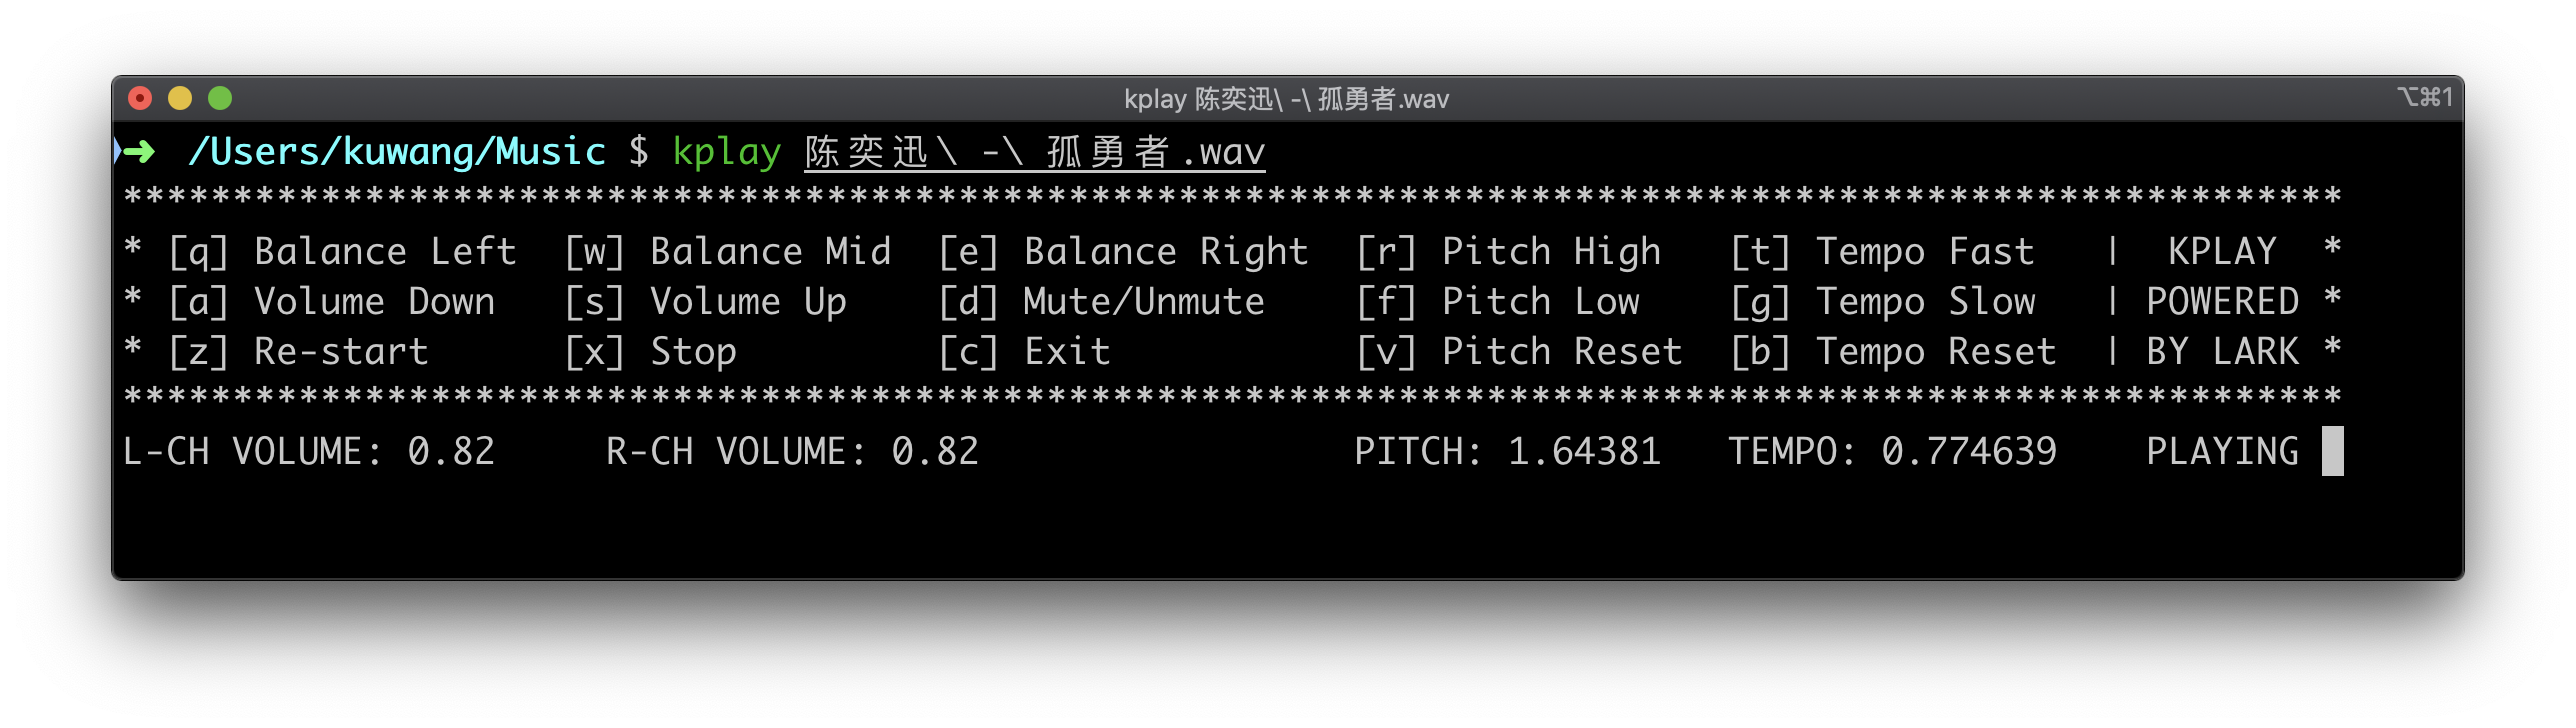 kplay 陈奕迅\ -\ 孤勇者.wav ⌥⌘1
➜ /Users/kuwang/Music $ kplay 陈奕迅\ -\ 孤勇者.wav
*****************************************************************************************************
* [q] Balance Left  [w] Balance Mid  [e] Balance Right  [r] Pitch High   [t] Tempo Fast   |  KPLAY  *
* [a] Volume Down   [s] Volume Up    [d] Mute/Unmute    [f] Pitch Low    [g] Tempo Slow   | POWERED *
* [z] Re-start      [x] Stop         [c] Exit           [v] Pitch Reset  [b] Tempo Reset  | BY LARK *
*****************************************************************************************************
L-CH VOLUME: 0.82     R-CH VOLUME: 0.82                 PITCH: 1.64381   TEMPO: 0.774639    PLAYING